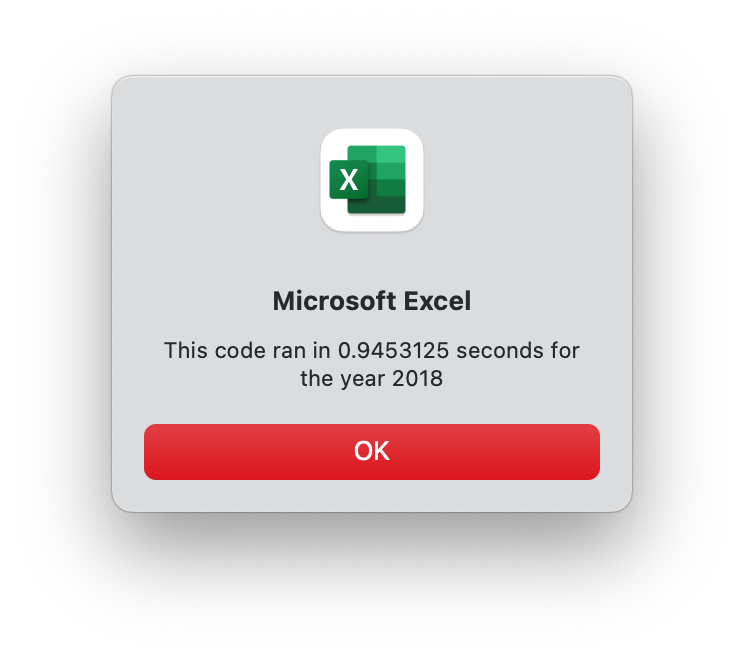 X
Microsoft Excel
This code ran in 0.9453125 seconds for
the year 2018
OK